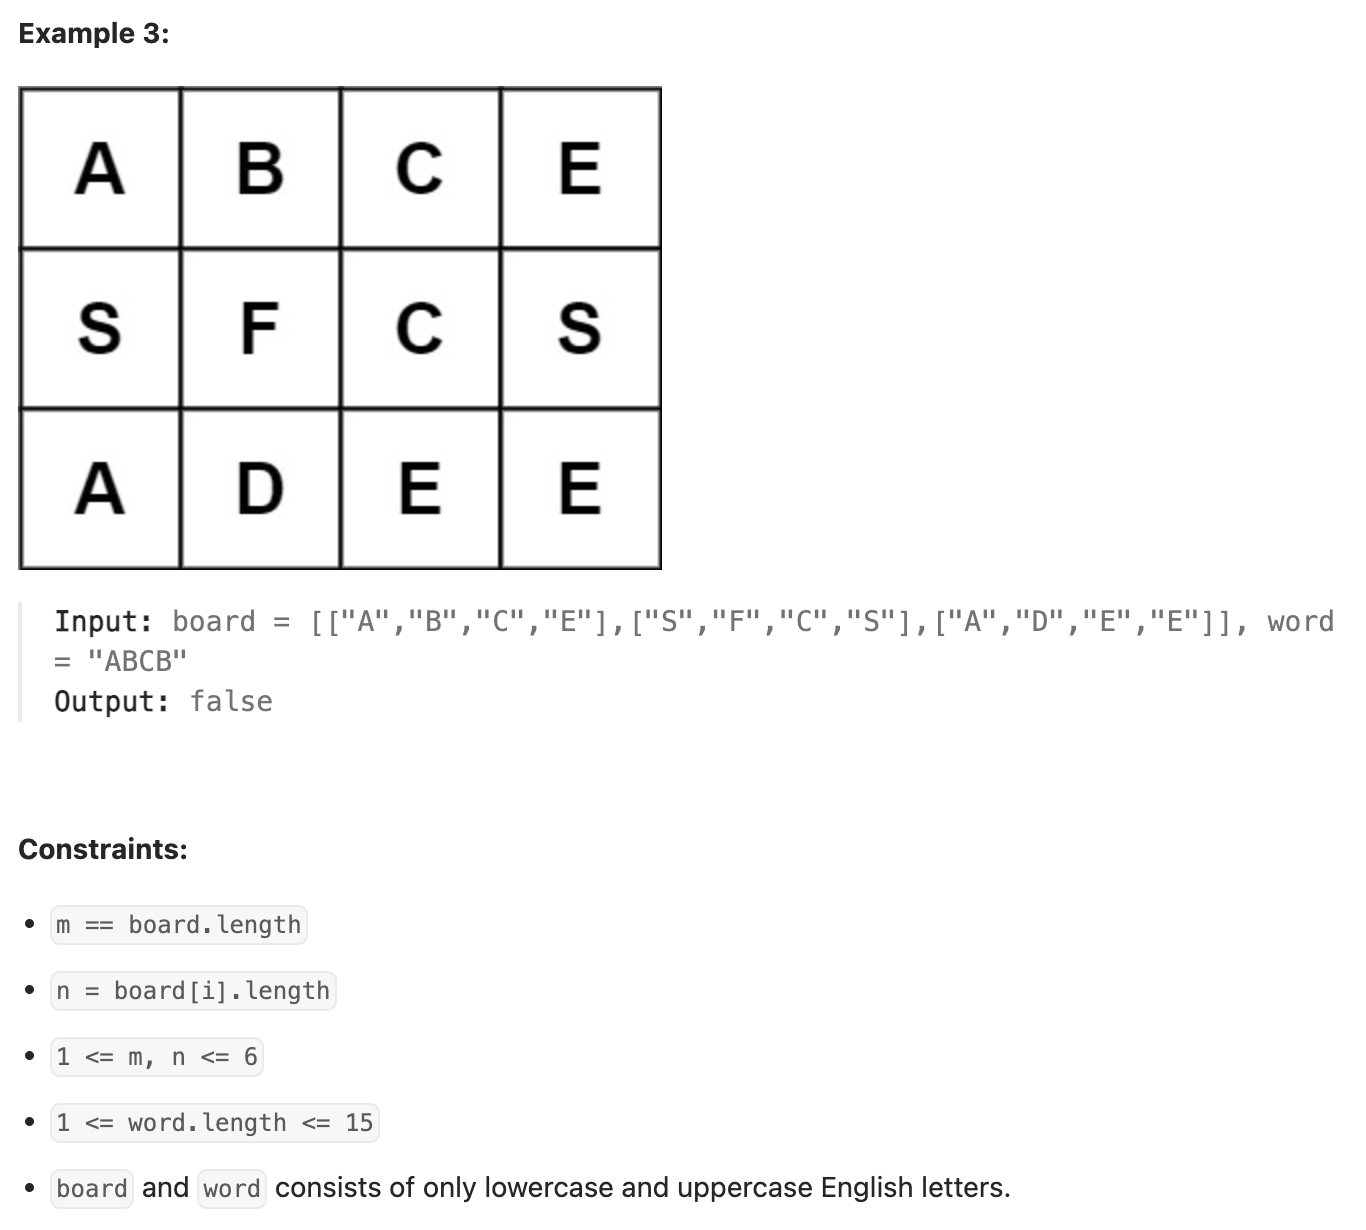 Example 3:
A B C E
S F C S
A D E E
Input: board = [["A","B","C","E"],["S","F","C","S"],["A","D","E","E"]], word
= "ABCB"
Output: false
Constraints:
• m == board.length
• n = board[i].length
• 1 <= m, n <= 6
• 1 <= word.length <= 15
• board and word consists of only lowercase and uppercase English letters.